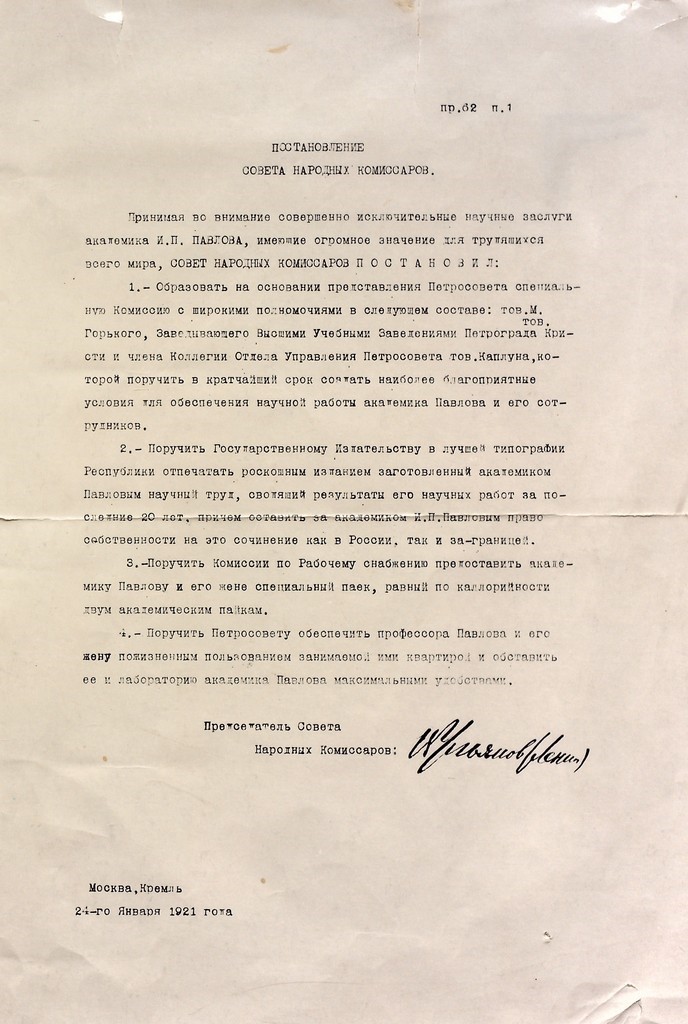 пр.62 п.1
ПОСТАНОВЛЕНИЕ
СОВЕТА НАРОДНЫХ КОМИССАРОВ.
Принимая во внимание совершенно исключительные научные заслуги
академика И.П. ПАВЛОВА, имеющие огромное значение для трудящихся
всего мира, СОВЕТ НАРОДНЫХ КОМИССАРОВ П О С Т А Н О В И Л:
1.- Образовать на основании представления Петросовета специаль-
ную Комиссию с широкими полномочиями в следующем составе: тов.М.
тов.
Горького, Заведывающего Высшими Учебными Заведениями Петрограда Кри-
сти и члена Коллегии Отдела Управления Петросовета тов.Каплуна,ко-
торой поручить в кратчайший срок создать наиболее благоприятные
условия для обеспечения научной работы академика Павлова и его сот-
рудников.
2.- Поручить Государственному Издательству в лучшей типографии
Республики отпечатать роскошным изданием заготовленный академиком
Павловым научный труд, сводящий результаты его научных работ за по-
следние 20 лет, причем оставить за академиком И.П.Павловым право
собственности на это сочинение как в России, так и за-границей.
3.-Поручить Комиссии по Рабочему снабжению предоставить акаде-
мику Павлову и его жене специальный паек, равный по каллорийности
двум академическим пайкам.
4.- Поручить Петросовету обеспечить профессора Павлова и его
жену пожизненным пользованием занимаемой ими квартирой и обставить
ее и лабораторию академика Павлова максимальными удобствами.
Председатель Совета
Народных Комиссаров: В Ульянов(Ленин)
Москва,Кремль
24-го Января 1921 года